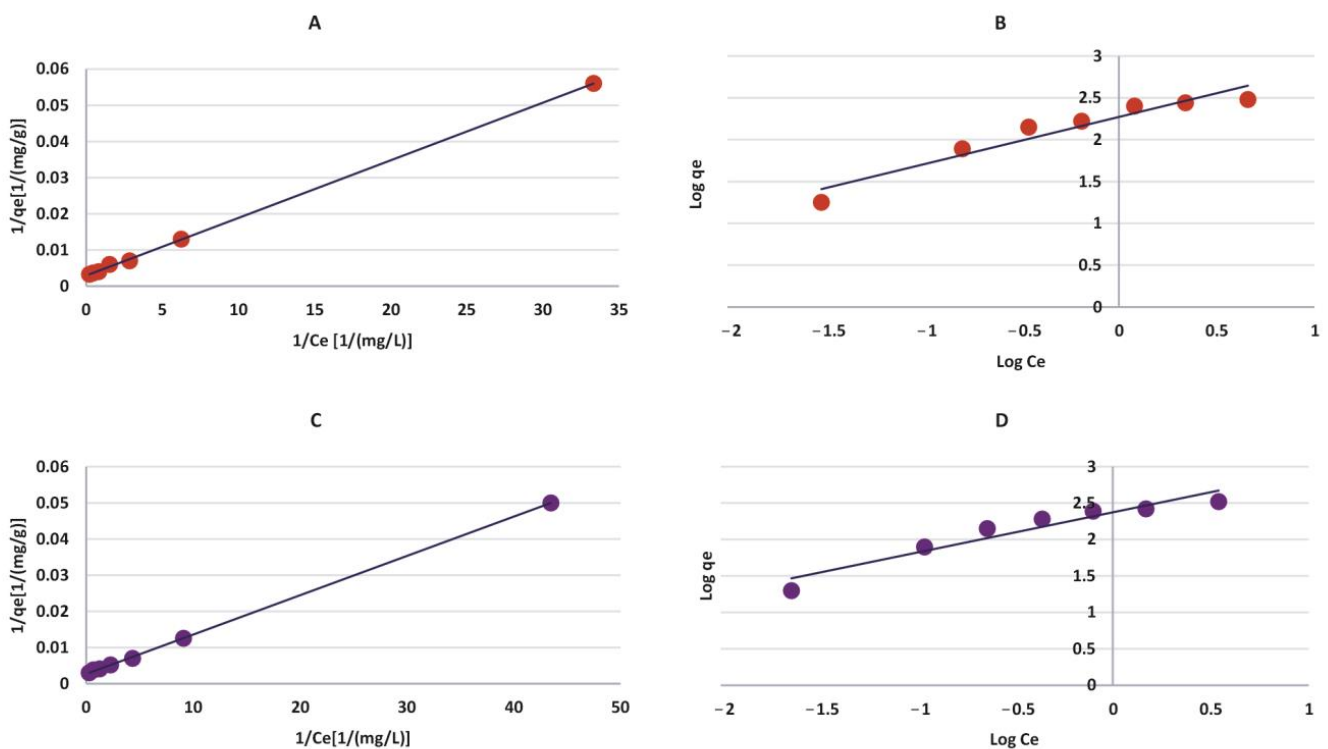 A
0.06
0.05
0.04
0.03
0.02
0.01
0
1/qe[1/(mg/g)]
0 5 10 15 20 25 30 35
1/Ce [1/(mg/L)]
B
3
2.5
2
1.5
1
0.5
0
Log qe
−2 −1.5 −1 −0.5 0 0.5 1
Log Ce
C
0.06
0.05
0.04
0.03
0.02
0.01
0
1/qe[1/(mg/g)]
0 10 20 30 40 50
1/Ce[1/(mg/L)]
D
3
2.5
2
1.5
1
0.5
0
Log qe
−2 −1.5 −1 −0.5 0 0.5 1
Log Ce